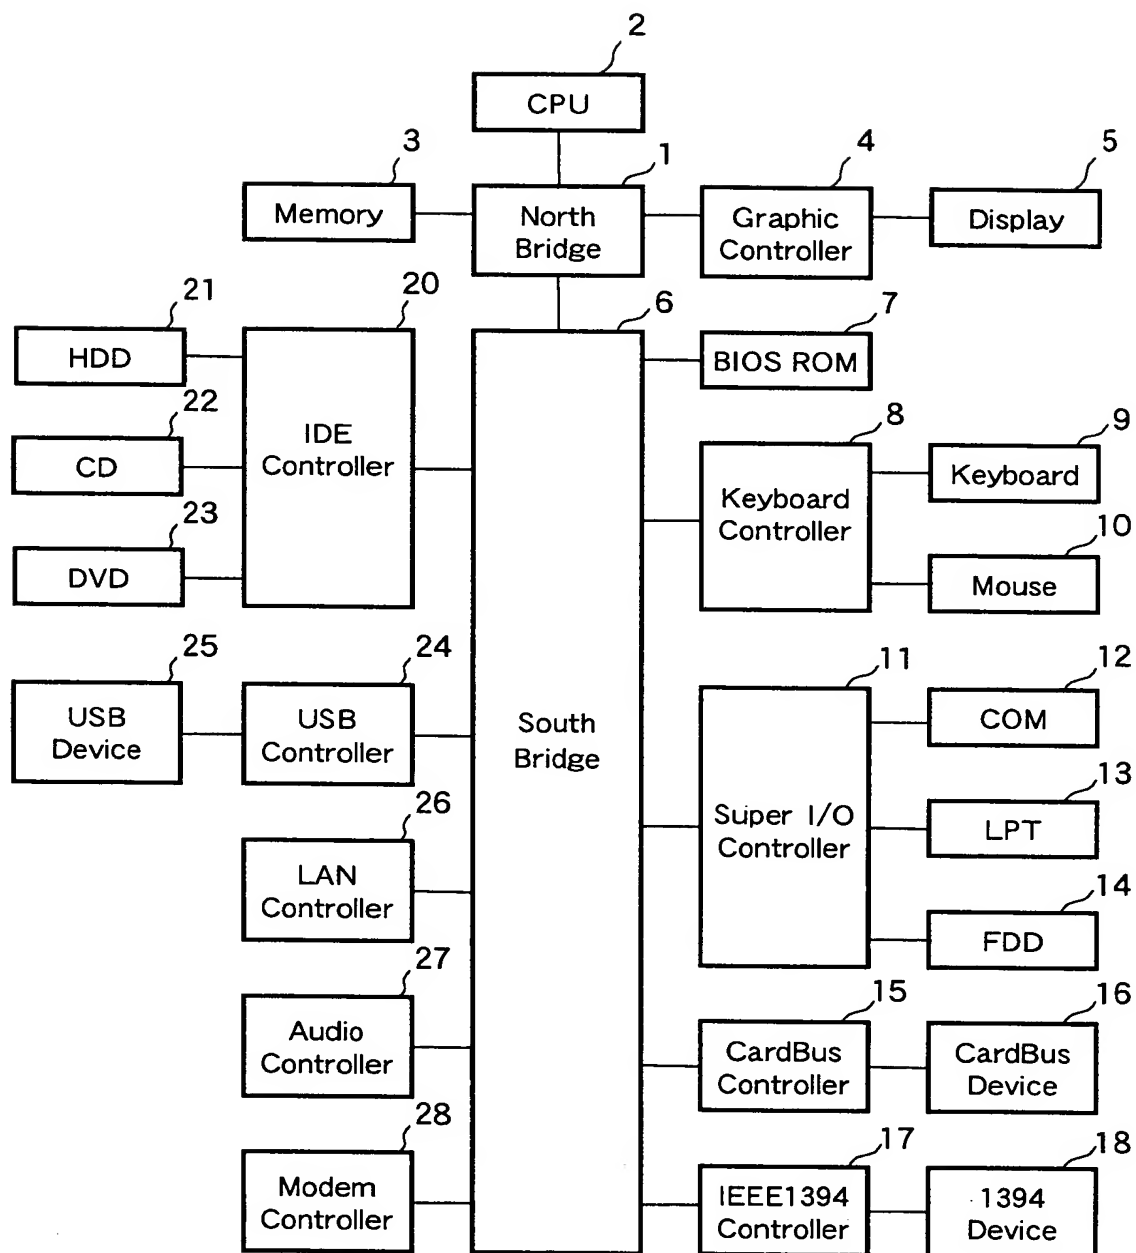 2
CPU
3
1
4
5
Memory
North
Bridge
Graphic
Controller
Display
21
20
6
7
HDD
BIOS ROM
22
IDE
Controller
8
9
CD
Keyboard
Controller
Keyboard
23
10
DVD
Mouse
25
24
11
12
USB
Device
USB
Controller
South
Bridge
COM
26
13
Super I/O
Controller
LPT
LAN
Controller
14
FDD
27
15
16
Audio
Controller
CardBus
Controller
CardBus
Device
28
17
18
Modem
Controller
IEEE1394
Controller
1394
Device